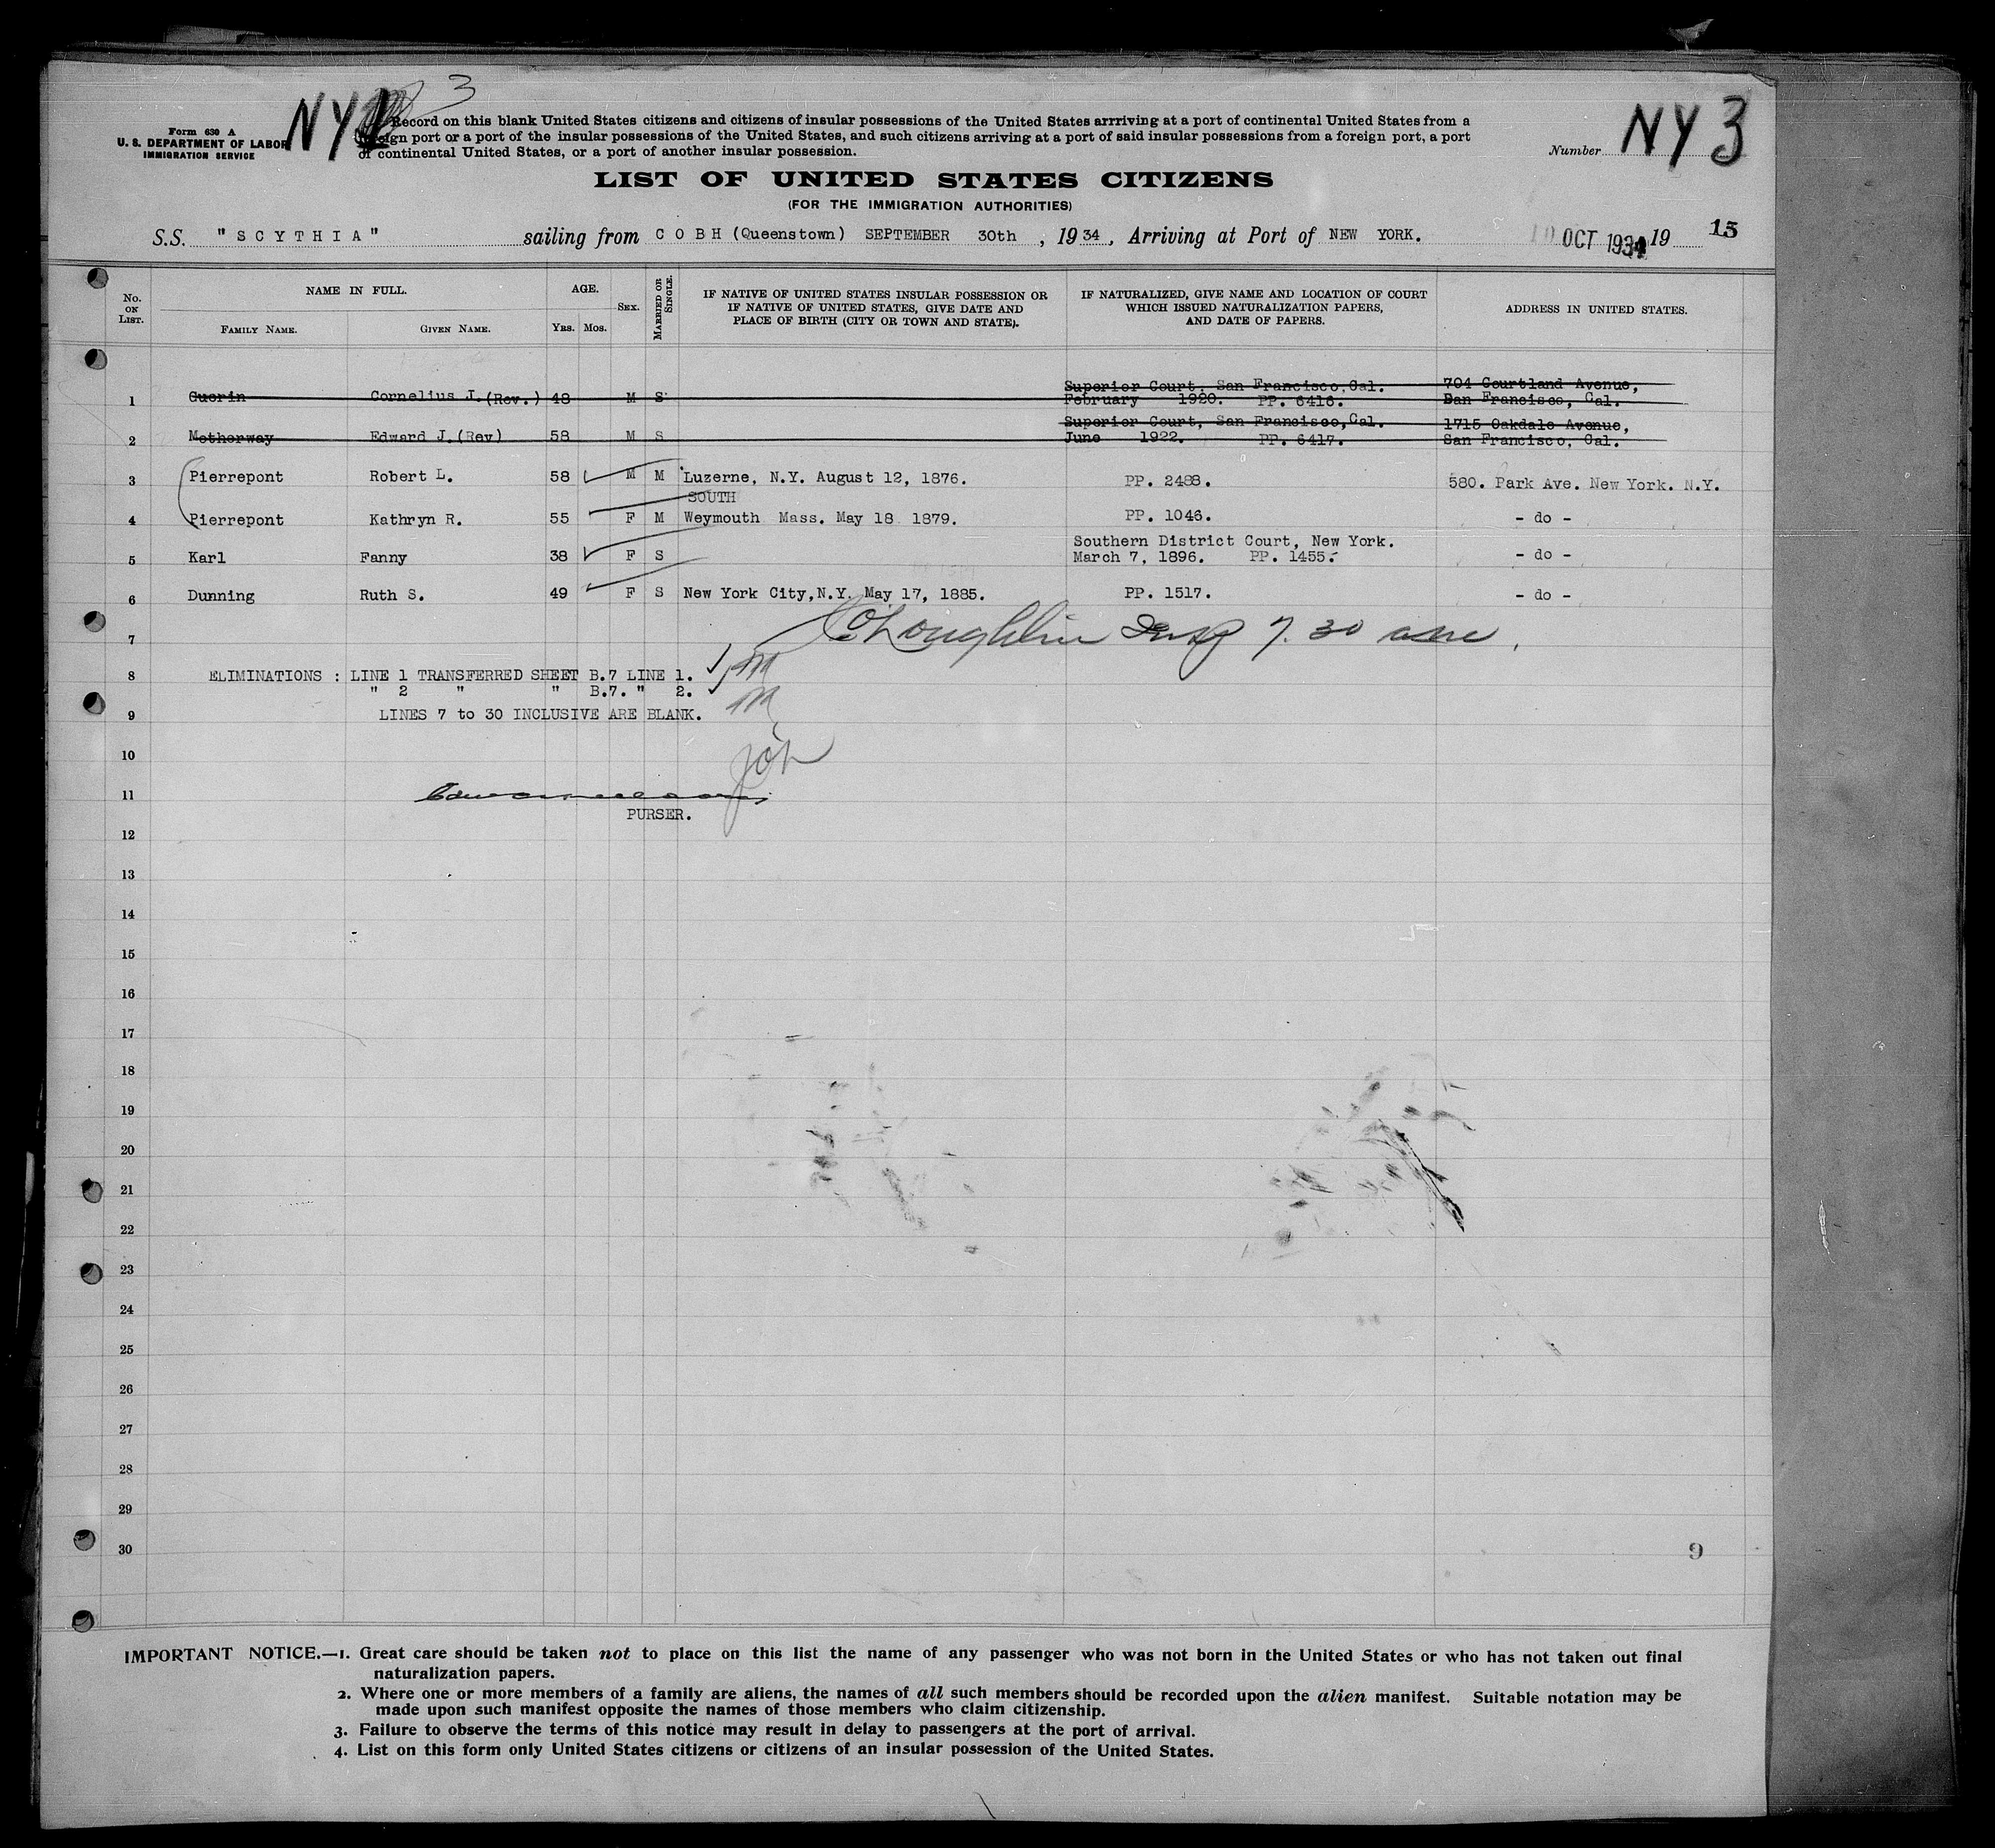 NY 3
Form 630 A
U. S. DEPARTMENT OF LABOR
IMMIGRATION SERVICE
Record on this blank United States citizens and citizens of insular possessions of the United States arrriving at a port of continental United States from a
foreign port or a port of the insular possessions of the United States, and such citizens arriving at a port of said insular possessions from a foreign port, a port
of continental United States, or a port of another insular possession.
Number NY 3
LIST OF UNITED STATES CITIZENS
(FOR THE IMMIGRATION AUTHORITIES)
S.S. "SCYTHIA" sailing from COBH (Queenstown) SEPTEMBER 30th, 1934, Arriving at Port of NEW YORK. 10 OCT 1934 19 15
No. ON LIST.
NAME IN FULL.
FAMILY NAME. GIVEN NAME.
AGE.
Yrs. Mos.
SEX.
MARRIED OR SINGLE.
IF NATIVE OF UNITED STATES INSULAR POSSESSION OR
IF NATIVE OF UNITED STATES, GIVE DATE AND
PLACE OF BIRTH (CITY OR TOWN AND STATE).
IF NATURALIZED, GIVE NAME AND LOCATION OF COURT
WHICH ISSUED NATURALIZATION PAPERS,
AND DATE OF PAPERS.
ADDRESS IN UNITED STATES.
1 Guerin Cornelius J. (Rev.) 48 M S Superior Court, San Francisco, Cal. 704 Courtland Avenue,
February 1920. PP. 6416. San Francisco, Cal.
2 Motherway Edward J. (Rev) 58 M S Superior Court, San Francisco, Cal. 1715 Oakdale Avenue,
June 1922. PP. 6417. San Francisco, Cal.
3 Pierrepont Robert L. 58 M M Luzerne, N.Y. August 12, 1876. PP. 2488. 580. Park Ave. New York. N.Y.
SOUTH
4 Pierrepont Kathryn R. 55 F M Weymouth Mass. May 18 1879. PP. 1046. - do -
Southern District Court, New York.
5 Karl Fanny 38 F S March 7, 1896. PP. 1455. - do -
6 Dunning Ruth S. 49 F S New York City, N.Y. May 17, 1885. PP. 1517. - do -
7 Insp 7.30
8 ELIMINATIONS : LINE 1 TRANSFERRED SHEET B.7 LINE 1.
" 2 " " B.7. " 2.
9 LINES 7 to 30 INCLUSIVE ARE BLANK.
10
11
PURSER.
12
13
14
15
16
17
18
19
20
21
22
23
24
25
26
27
28
29
30
9
IMPORTANT NOTICE.—1. Great care should be taken not to place on this list the name of any passenger who was not born in the United States or who has not taken out final
naturalization papers.
2. Where one or more members of a family are aliens, the names of all such members should be recorded upon the alien manifest. Suitable notation may be
made upon such manifest opposite the names of those members who claim citizenship.
3. Failure to observe the terms of this notice may result in delay to passengers at the port of arrival.
4. List on this form only United States citizens or citizens of an insular possession of the United States.